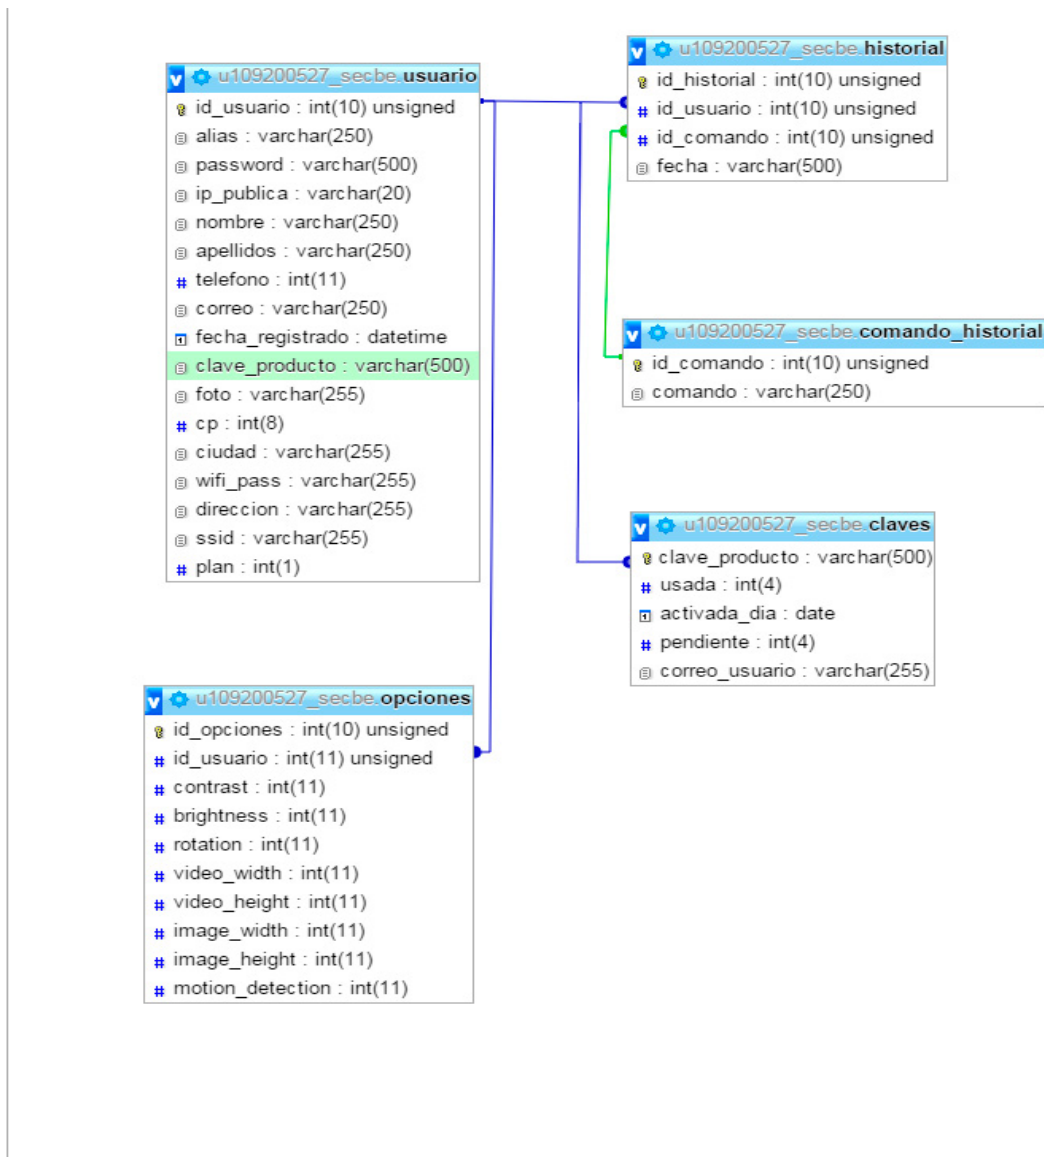 u109200527_secbe.usuario
id_usuario : int(10) unsigned
alias : varchar(250)
password : varchar(500)
ip_publica : varchar(20)
nombre : varchar(250)
apellidos : varchar(250)
# telefono : int(11)
correo : varchar(250)
fecha_registrado : datetime
clave_producto : varchar(500)
foto : varchar(255)
# cp : int(8)
ciudad : varchar(255)
wifi_pass : varchar(255)
direccion : varchar(255)
ssid : varchar(255)
# plan : int(1)
u109200527_secbe.historial
id_historial : int(10) unsigned
# id_usuario : int(10) unsigned
# id_comando : int(10) unsigned
fecha : varchar(500)
u109200527_secbe.comando_historial
id_comando : int(10) unsigned
comando : varchar(250)
u109200527_secbe.claves
clave_producto : varchar(500)
# usada : int(4)
activada_dia : date
# pendiente : int(4)
correo_usuario : varchar(255)
u109200527_secbe.opciones
id_opciones : int(10) unsigned
# id_usuario : int(11) unsigned
# contrast : int(11)
# brightness : int(11)
# rotation : int(11)
# video_width : int(11)
# video_height : int(11)
# image_width : int(11)
# image_height : int(11)
# motion_detection : int(11)